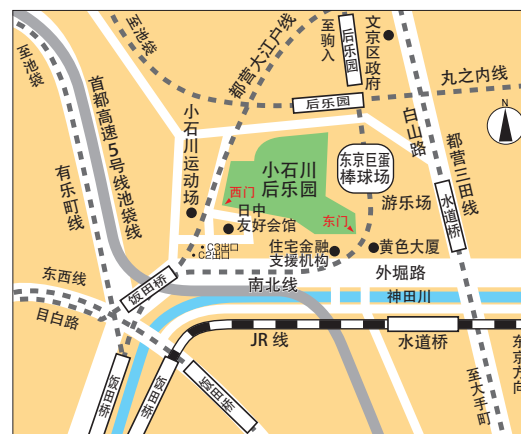 至池袋
至池袋
都营大江户线
至驹入
后乐园
文京区政府
丸之内线
后乐园
N
首都高速5号线池袋线
有乐町线
小石川运动场
小石川
后乐园
东京巨蛋
棒球场
白山路
都营三田线
西门
日中
友好会馆
东门
游乐场
水道桥
C3出口
C2出口
住宅金融
支援机构
黄色大厦
东西线
饭田桥
南北线
外堀路
神田川
目白路
JR 线
水道桥
饭田桥
饭田桥
饭田桥
至大手町
东京方向